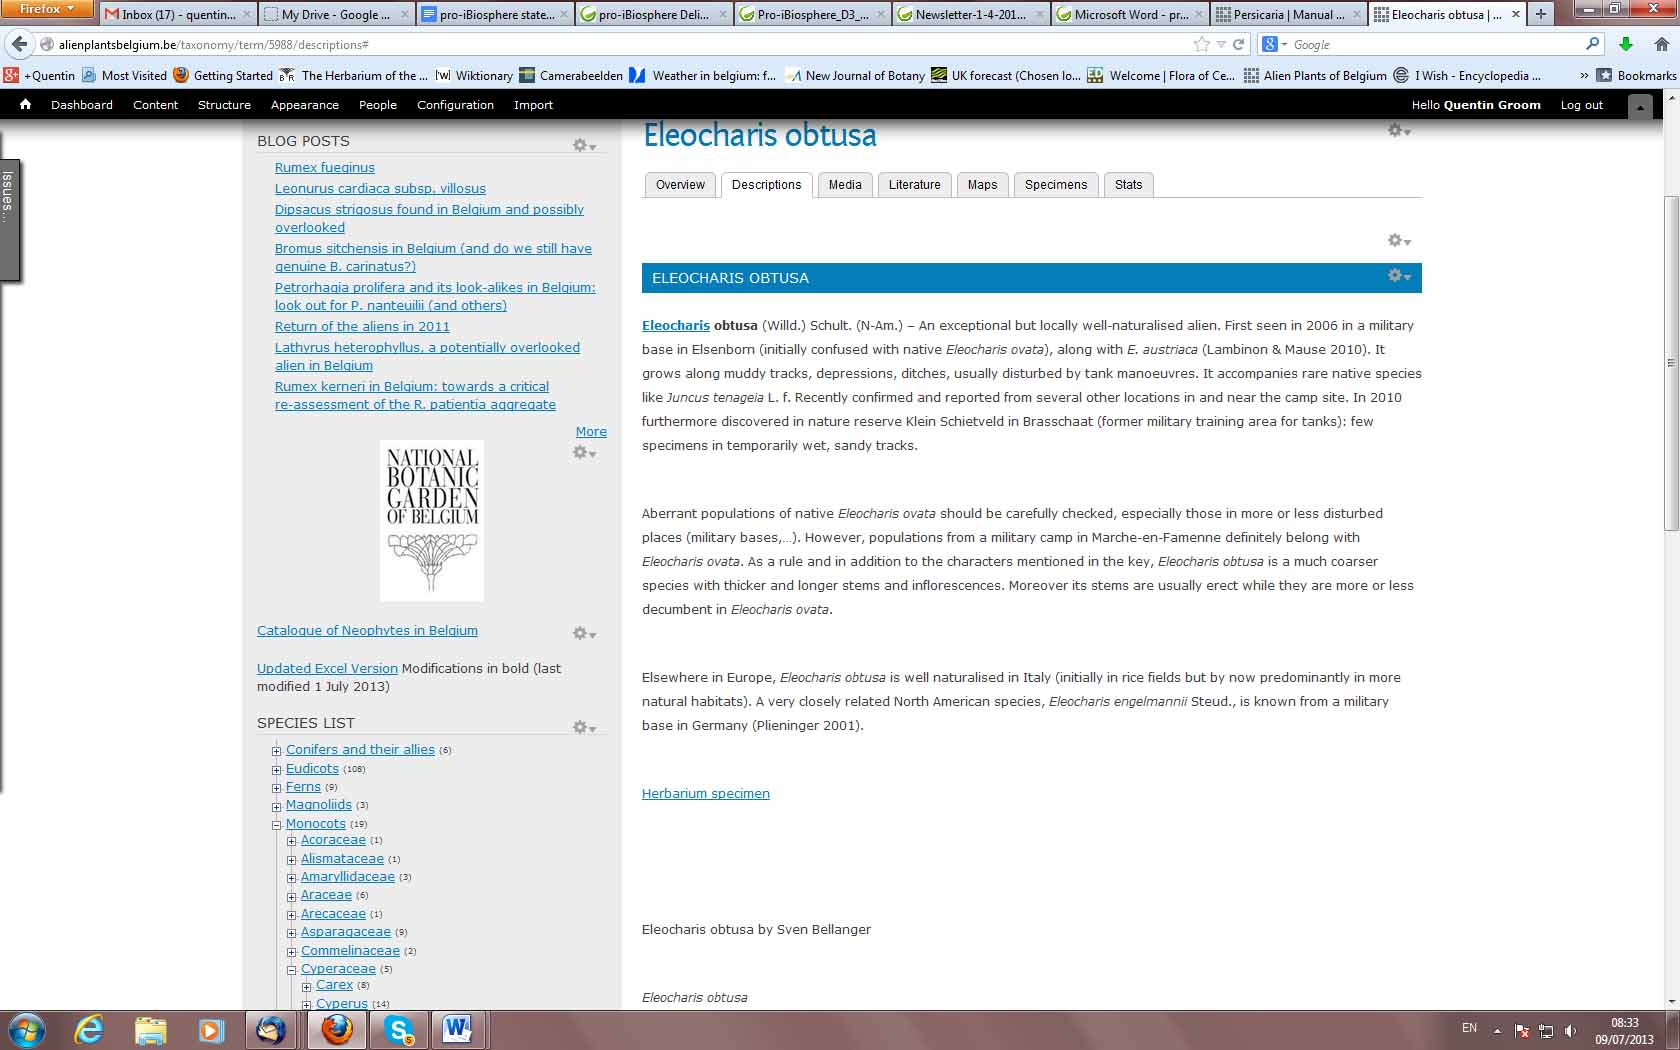 Firefox
Inbox (17) - quentin...
My Drive - Google ...
pro-iBiosphere state...
pro-iBiosphere Deli...
Pro-iBiosphere_D3_...
Newsletter-1-4-201...
Microsoft Word - pr...
Persicaria | Manual ...
Eleocharis obtusa | ...
alienplantsbelgium.be/taxonomy/term/5988/descriptions#
Google
+Quentin
Most Visited
Getting Started
The Herbarium of the ...
Wiktionary
Camerabeelden
Weather in belgium: f...
New Journal of Botany
UK forecast (Chosen lo...
Welcome | Flora of Ce...
Alien Plants of Belgium
I Wish - Encyclopedia ...
»
Bookmarks
Dashboard Content Structure Appearance People Configuration Import
Hello Quentin Groom Log out
Issues...
BLOG POSTS
Rumex fueginus
Leonurus cardiaca subsp. villosus
Dipsacus strigosus found in Belgium and possibly
overlooked
Bromus sitchensis in Belgium (and do we still have
genuine B. carinatus?)
Petrorhagia prolifera and its look-alikes in Belgium:
look out for P. nanteuilii (and others)
Return of the aliens in 2011
Lathyrus heterophyllus, a potentially overlooked
alien in Belgium
Rumex kerneri in Belgium: towards a critical
re-assessment of the R. patientia aggregate
More
NATIONAL
BOTANIC
GARDEN
OF BELGIUM
Catalogue of Neophytes in Belgium
Updated Excel Version Modifications in bold (last
modified 1 July 2013)
SPECIES LIST
Conifers and their allies (6)
Eudicots (108)
Ferns (9)
Magnoliids (3)
Monocots (19)
Acoraceae (1)
Alismataceae (1)
Amaryllidaceae (3)
Araceae (6)
Arecaceae (1)
Asparagaceae (9)
Commelinaceae (2)
Cyperaceae (5)
Carex (8)
Cyperus (14)
Eleocharis obtusa
Overview Descriptions Media Literature Maps Specimens Stats
ELEOCHARIS OBTUSA
Eleocharis obtusa (Willd.) Schult. (N-Am.) – An exceptional but locally well-naturalised alien. First seen in 2006 in a military
base in Elsenborn (initially confused with native Eleocharis ovata), along with E. austriaca (Lambinon & Mause 2010). It
grows along muddy tracks, depressions, ditches, usually disturbed by tank manoeuvres. It accompanies rare native species
like Juncus tenageia L. f. Recently confirmed and reported from several other locations in and near the camp site. In 2010
furthermore discovered in nature reserve Klein Schietveld in Brasschaat (former military training area for tanks): few
specimens in temporarily wet, sandy tracks.
Aberrant populations of native Eleocharis ovata should be carefully checked, especially those in more or less disturbed
places (military bases,...). However, populations from a military camp in Marche-en-Famenne definitely belong with
Eleocharis ovata. As a rule and in addition to the characters mentioned in the key, Eleocharis obtusa is a much coarser
species with thicker and longer stems and inflorescences. Moreover its stems are usually erect while they are more or less
decumbent in Eleocharis ovata.
Elsewhere in Europe, Eleocharis obtusa is well naturalised in Italy (initially in rice fields but by now predominantly in more
natural habitats). A very closely related North American species, Eleocharis engelmannii Steud., is known from a military
base in Germany (Plieninger 2001).
Herbarium specimen
Eleocharis obtusa by Sven Bellanger
Eleocharis obtusa
EN
08:33
09/07/2013